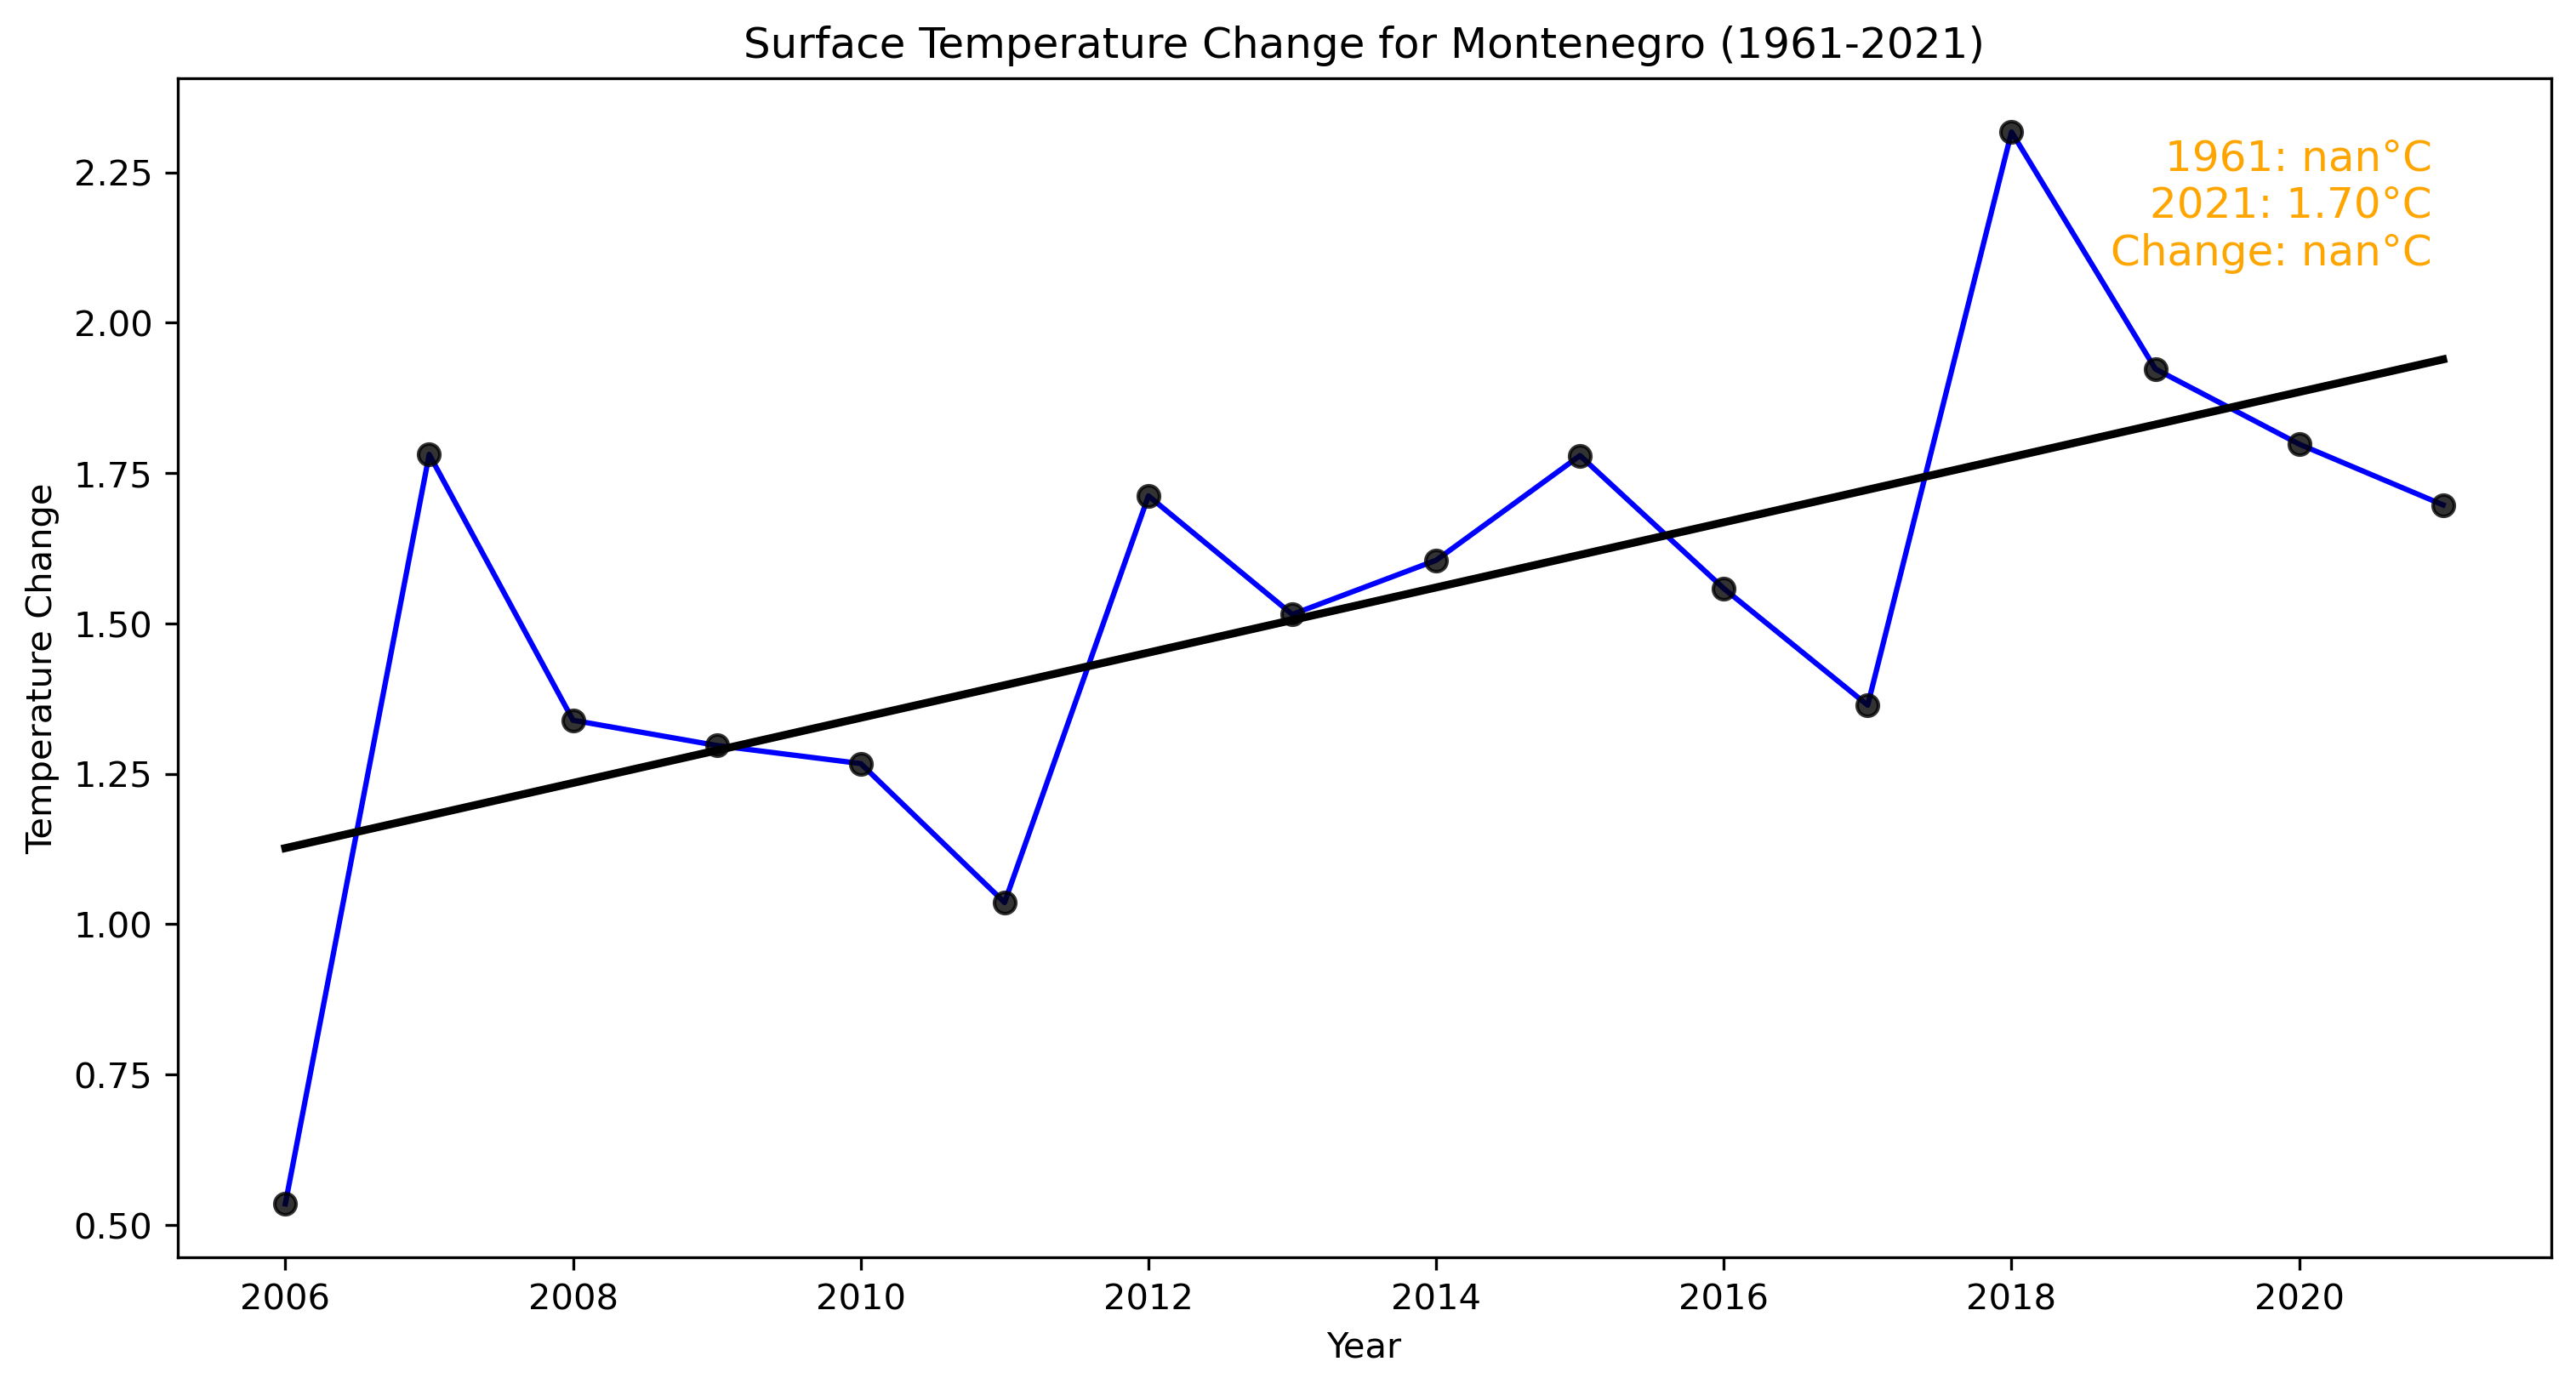 Surface Temperature Change for Montenegro (1961-2021)
1961: nan°C
2021: 1.70°C
Change: nan°C
Temperature Change
2.25
2.00
1.75
1.50
1.25
1.00
0.75
0.50
2006 2008 2010 2012 2014 2016 2018 2020
Year